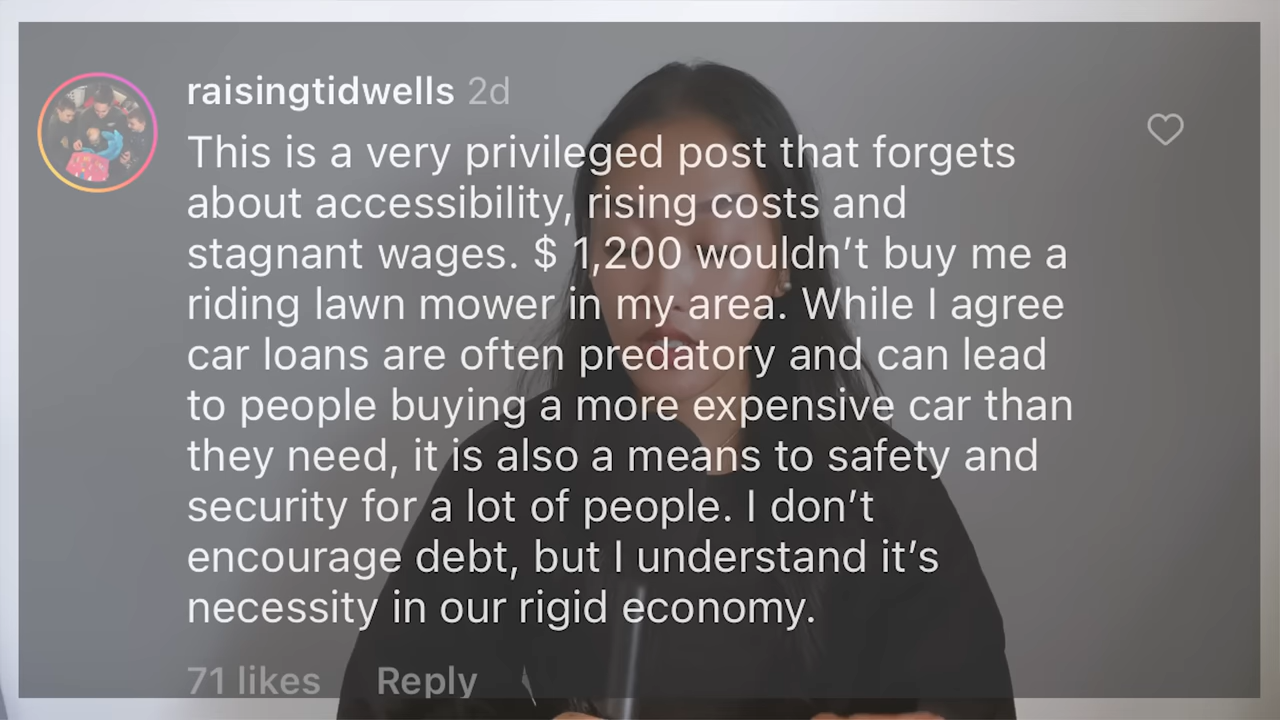 raisingtidwells 2d
This is a very privileged post that forgets
about accessibility, rising costs and
stagnant wages. $ 1,200 wouldn’t buy me a
riding lawn mower in my area. While I agree
car loans are often predatory and can lead
to people buying a more expensive car than
they need, it is also a means to safety and
security for a lot of people. I don’t
encourage debt, but I understand it’s
necessity in our rigid economy.
71 likes Reply